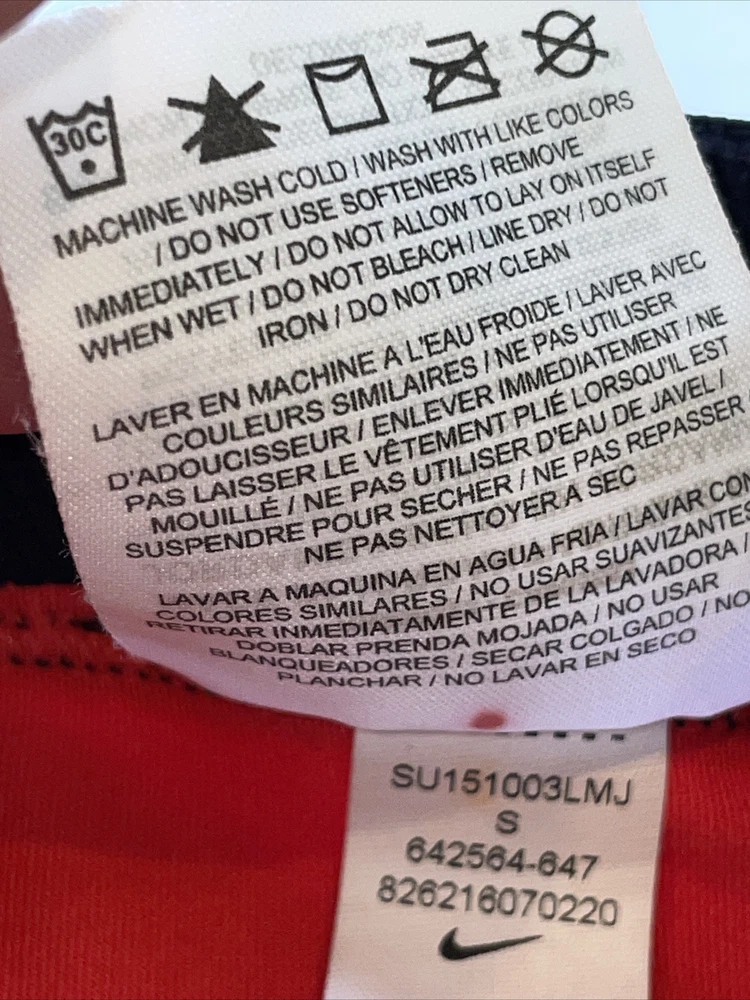 30C
MACHINE WASH COLD / WASH WITH LIKE COLORS
/ DO NOT USE SOFTENERS / REMOVE
IMMEDIATELY / DO NOT ALLOW TO LAY ON ITSELF
WHEN WET / DO NOT BLEACH / LINE DRY / DO NOT
IRON / DO NOT DRY CLEAN
LAVER EN MACHINE A L'EAU FROIDE / LAVER AVEC
COULEURS SIMILAIRES / NE PAS UTILISER
D'ADOUCISSEUR / ENLEVER IMMEDIATEMENT / NE
PAS LAISSER LE VÊTEMENT PLIÉ LORSQU'IL EST
MOUILLÉ / NE PAS UTILISER D'EAU DE JAVEL /
SUSPENDRE POUR SECHER / NE PAS REPASSER
NE PAS NETTOYER A SEC
LAVAR A MAQUINA EN AGUA FRIA / LAVAR CON
COLORES SIMILARES / NO USAR SUAVIZANTES
RETIRAR INMEDIATAMENTE DE LA LAVADORA /
DOBLAR PRENDA MOJADA / NO USAR
BLANQUEADORES / SECAR COLGADO / NO
PLANCHAR / NO LAVAR EN SECO
SU151003LMJ
S
642564-647
826216070220